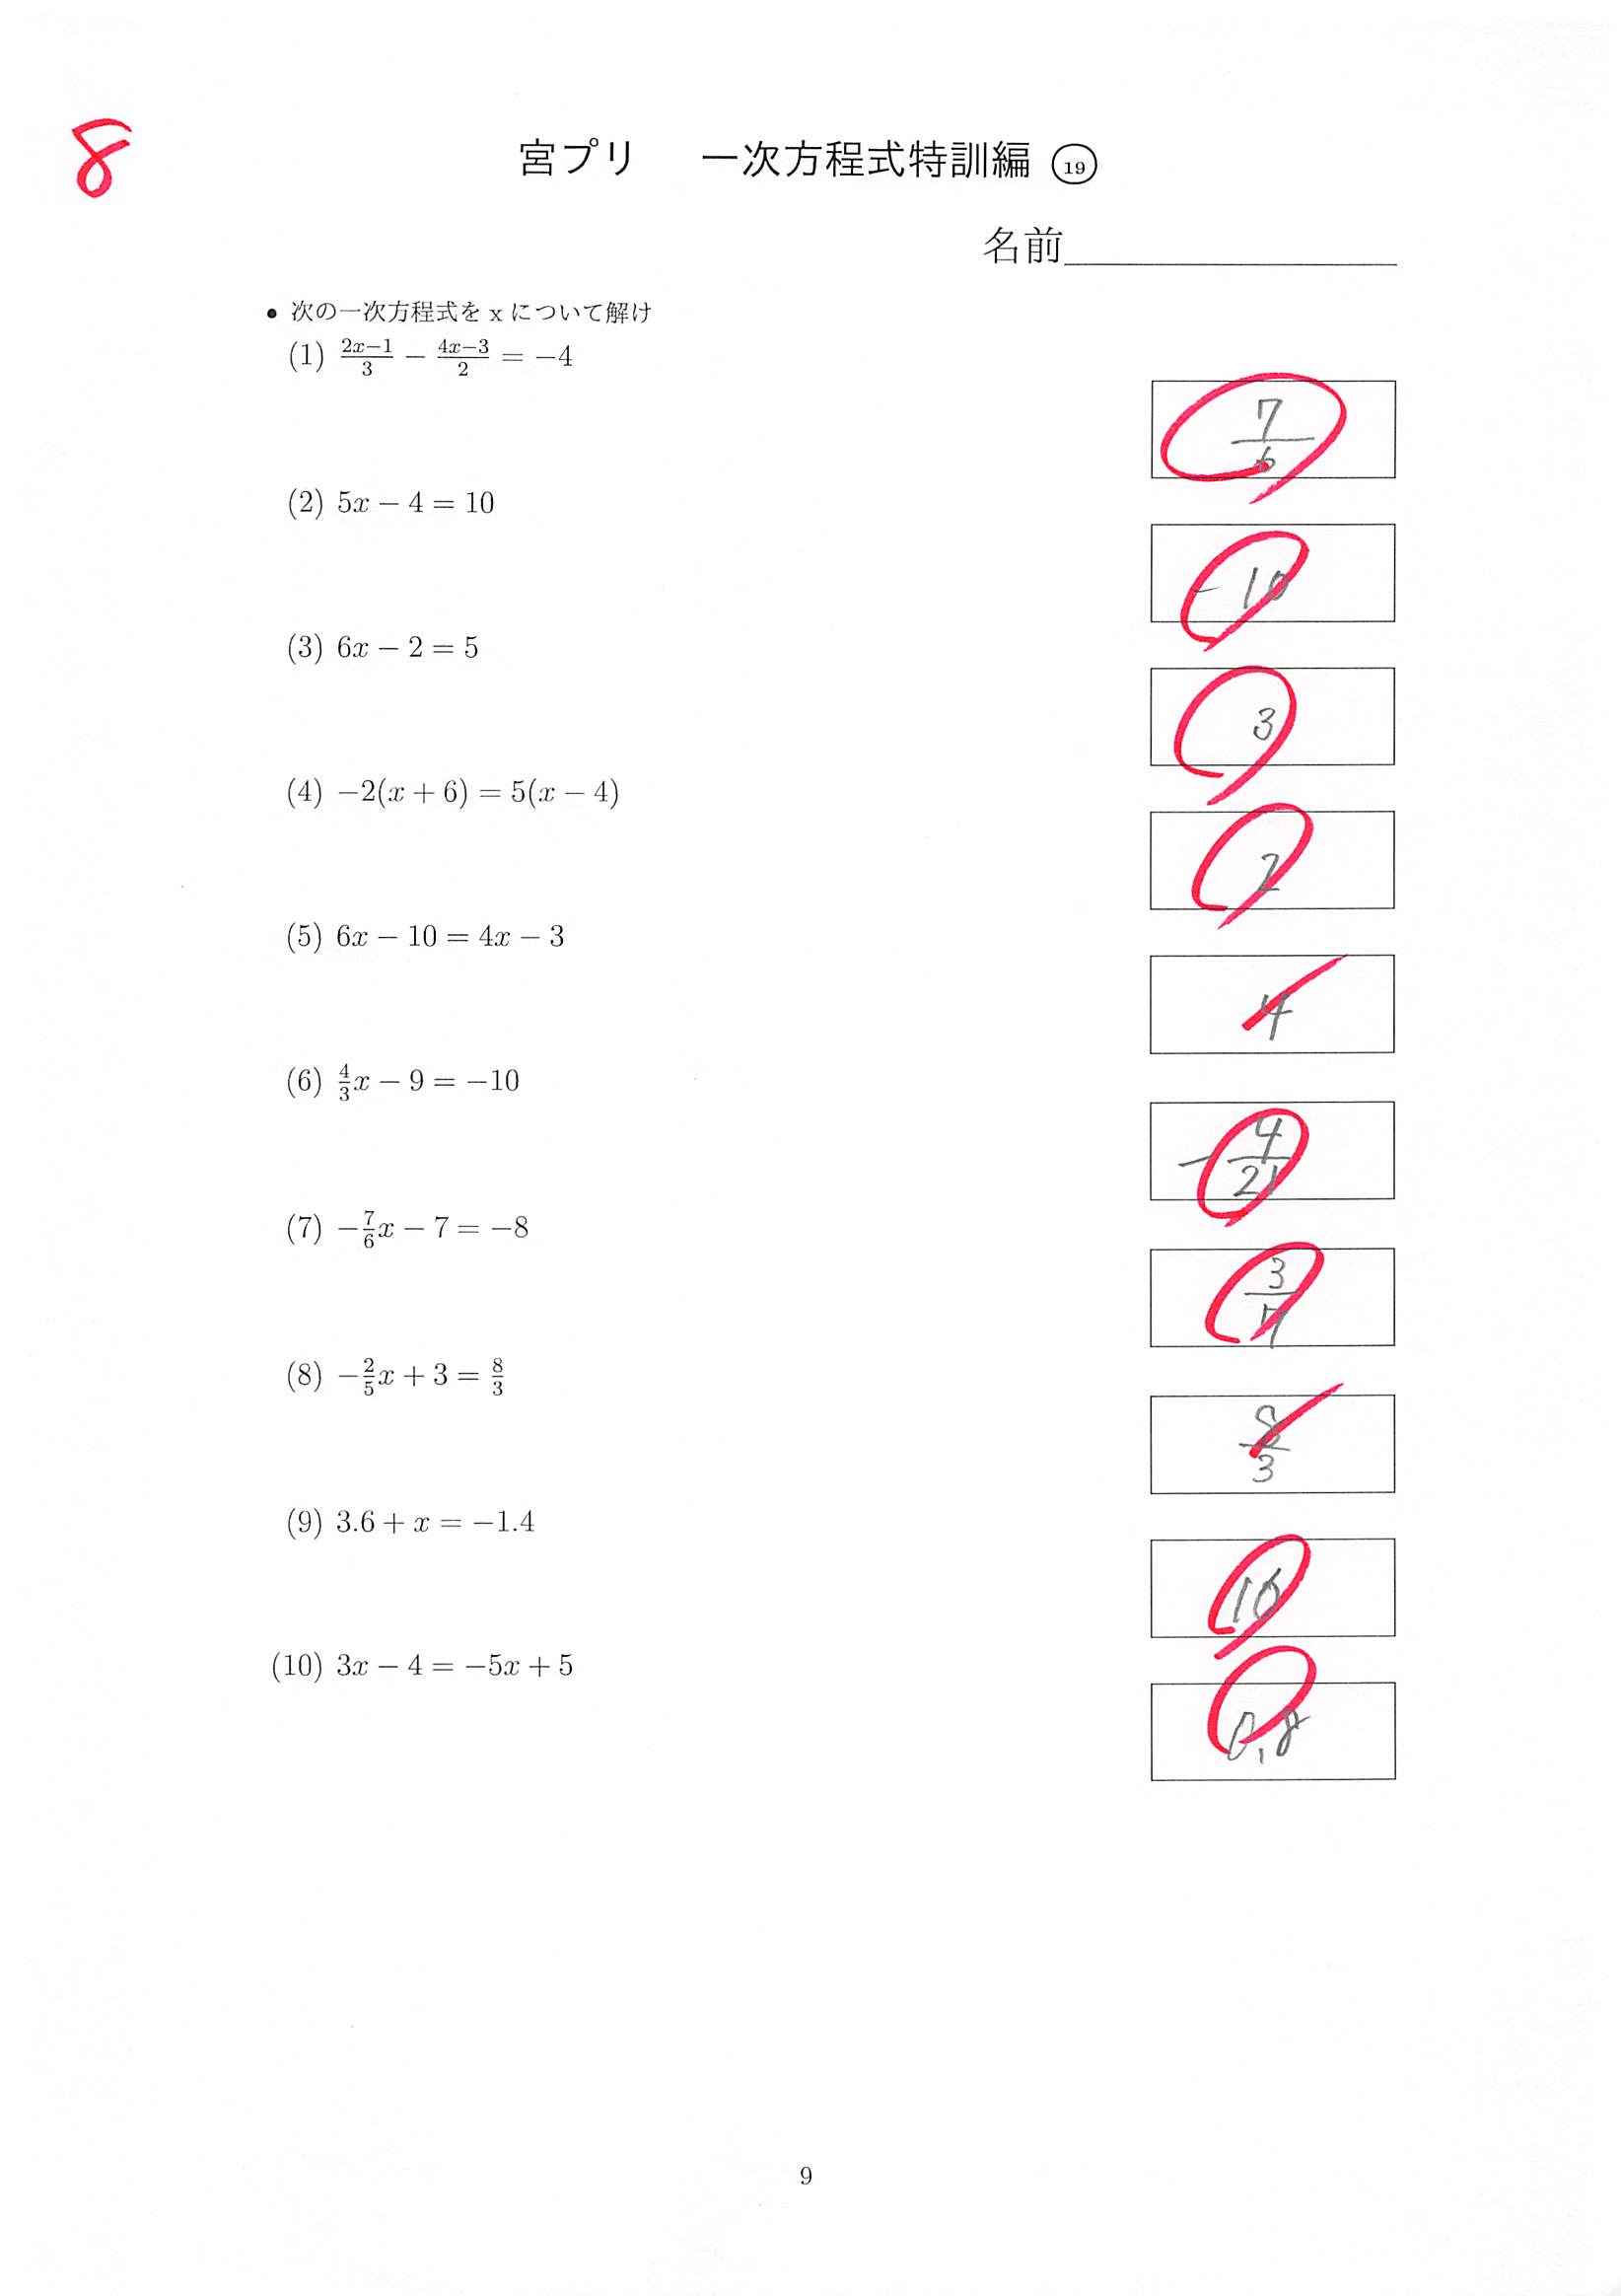 8
宮プリ 一次方程式特訓編 ⑲
名前
• 次の一次方程式を x について解け
(1) \frac{2x-1}{3} - \frac{4x-3}{2} = -4
\frac{7}{6}
(2) 5x - 4 = 10
-10
(3) 6x - 2 = 5
3
(4) -2(x + 6) = 5(x - 4)
2
(5) 6x - 10 = 4x - 3
4
(6) \frac{4}{3}x - 9 = -10
-\frac{4}{21}
(7) -\frac{7}{6}x - 7 = -8
\frac{3}{7}
(8) -\frac{2}{5}x + 3 = \frac{8}{3}
\frac{8}{3}
(9) 3.6 + x = -1.4
16
(10) 3x - 4 = -5x + 5
0.8
9